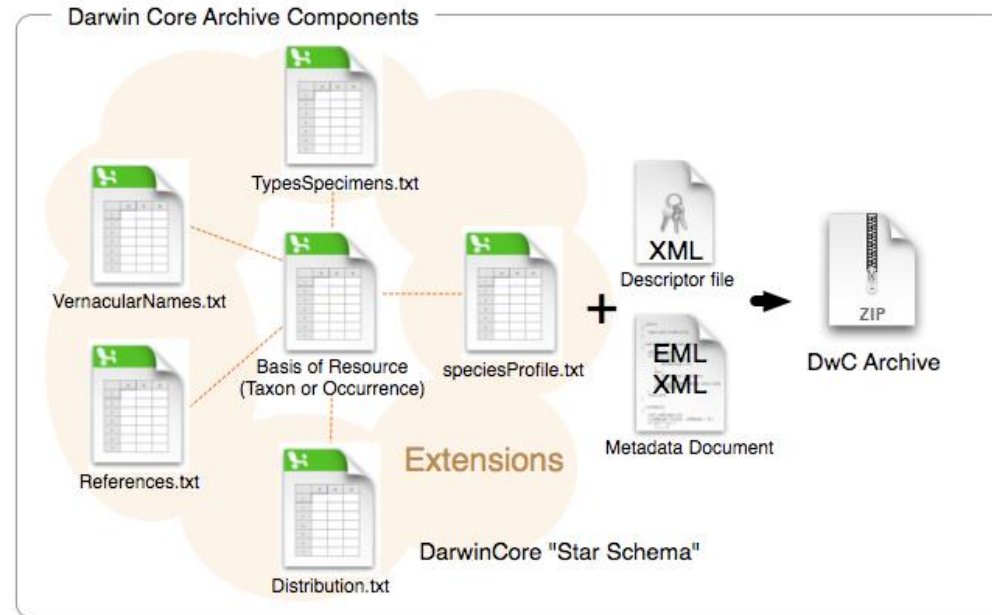 Darwin Core Archive Components
TypesSpecimens.txt
VernacularNames.txt
Basis of Resource
(Taxon or Occurrence)
speciesProfile.txt
References.txt
Extensions
Distribution.txt
DarwinCore "Star Schema"
+
XML
Descriptor file
EML
XML
Metadata Document
ZIP
DwC Archive